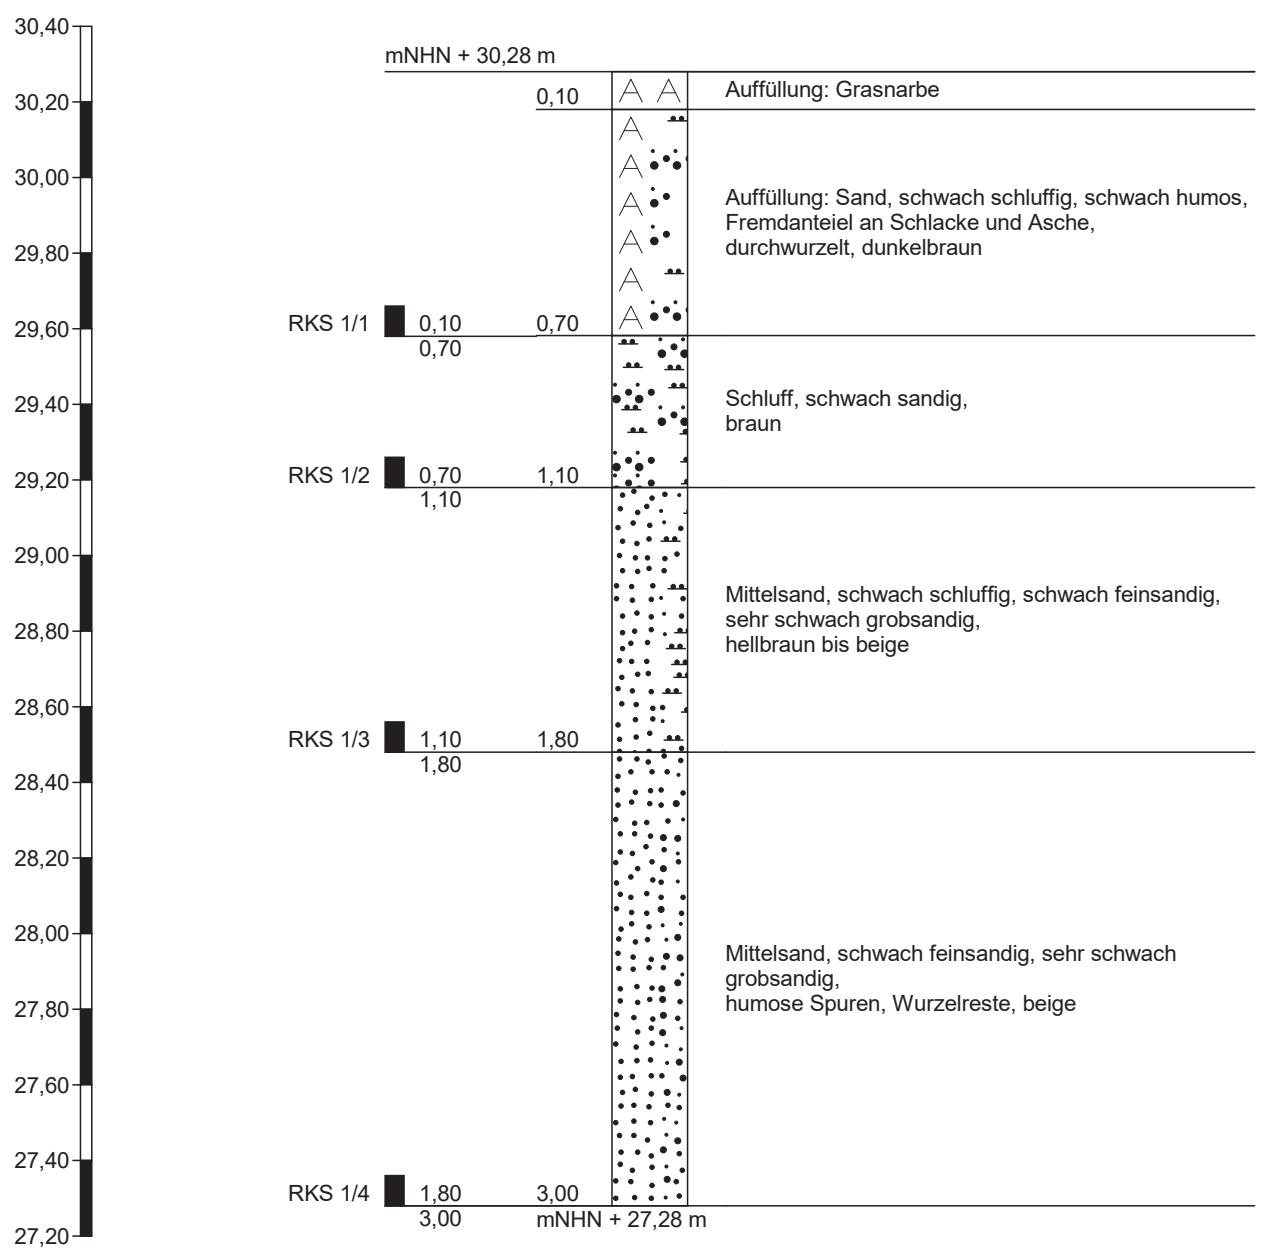 30,40
mNHN + 30,28 m
0,10
A A
Auffüllung: Grasnarbe
30,20
A
30,00
A
A
Auffüllung: Sand, schwach schluffig, schwach humos,
Fremdanteiel an Schlacke und Asche,
durchwurzelt, dunkelbraun
29,80
A
A
29,60
RKS 1/1
0,10
0,70
A
0,70
29,40
Schluff, schwach sandig,
braun
29,20
RKS 1/2
0,70
1,10
1,10
29,00
28,80
Mittelsand, schwach schluffig, schwach feinsandig,
sehr schwach grobsandig,
hellbraun bis beige
28,60
RKS 1/3
1,10
1,80
1,80
28,40
28,20
28,00
Mittelsand, schwach feinsandig, sehr schwach
grobsandig,
humose Spuren, Wurzelreste, beige
27,80
27,60
27,40
RKS 1/4
1,80
3,00
3,00
mNHN + 27,28 m
27,20